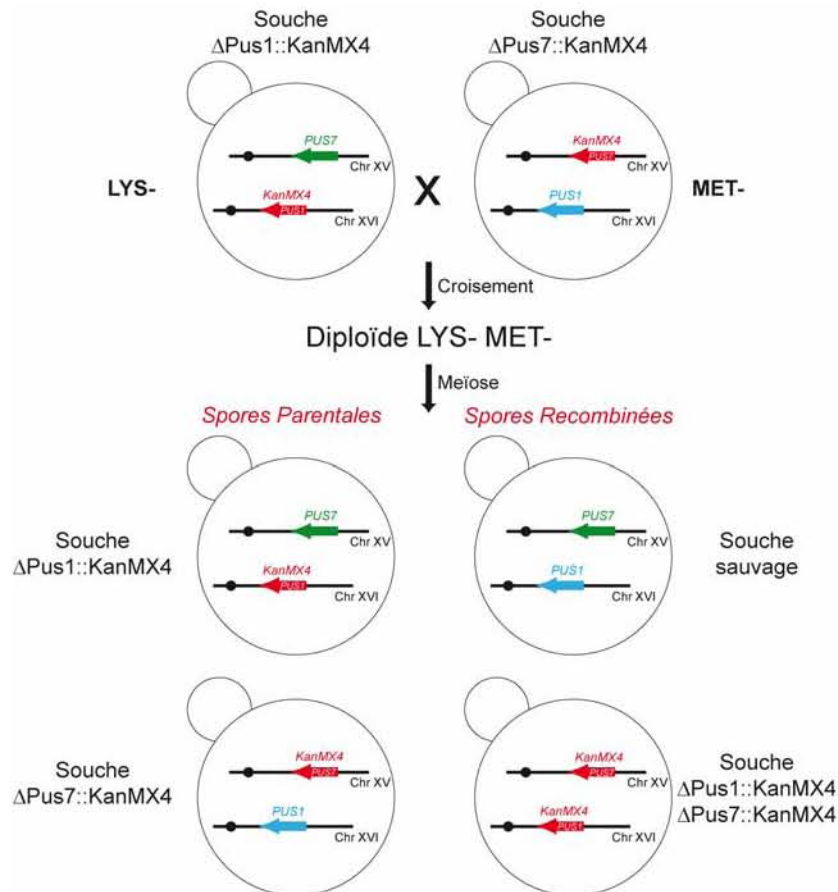 Souche
ΔPus1::KanMX4
Souche
ΔPus7::KanMX4
PUS7
Chr XV
KanMX4
PUS1
Chr XVI
LYS-
X
KanMX4
PUS7
Chr XV
PUS1
Chr XVI
MET-
Croisement
Diploïde LYS- MET-
Meïose
Spores Parentales
Spores Recombinées
Souche
ΔPus1::KanMX4
PUS7
Chr XV
KanMX4
PUS1
Chr XVI
PUS7
Chr XV
PUS1
Chr XVI
Souche
sauvage
Souche
ΔPus7::KanMX4
KanMX4
PUS7
Chr XV
PUS1
Chr XVI
KanMX4
PUS7
Chr XV
KanMX4
PUS1
Chr XVI
Souche
ΔPus1::KanMX4
ΔPus7::KanMX4